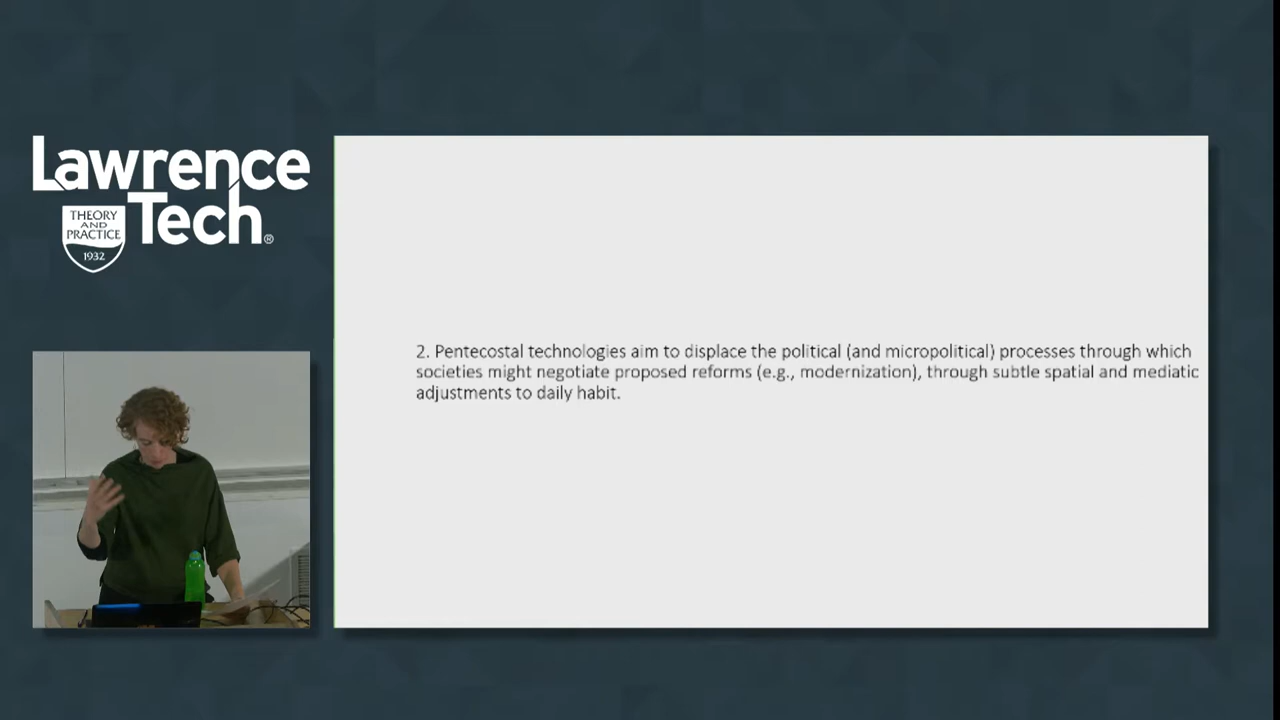 Lawrence
Tech®
THEORY
AND
PRACTICE
1932
2. Pentecostal technologies aim to displace the political (and micropolitical) processes through which
societies might negotiate proposed reforms (e.g., modernization), through subtle spatial and mediatic
adjustments to daily habit.